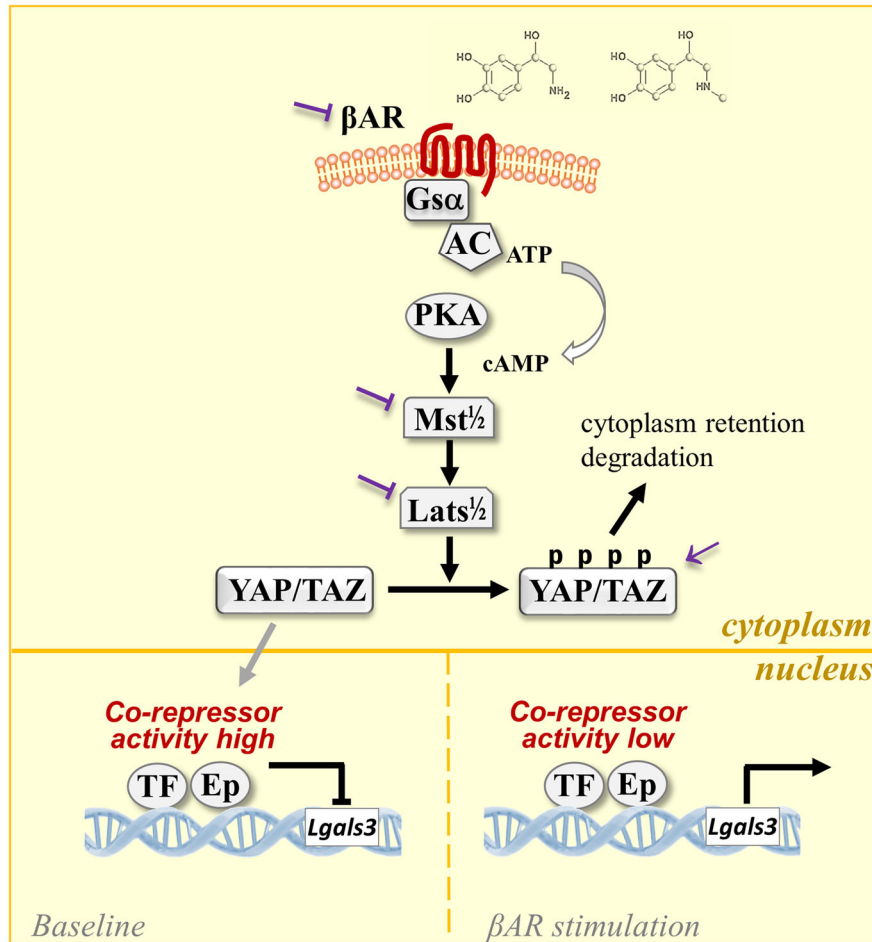 OH
HO
HO
NH₂
OH
HO
HO
HN
βAR
Gsα
AC
ATP
PKA
cAMP
Mst½
cytoplasm retention
degradation
Lats½
p p p p
YAP/TAZ
YAP/TAZ
cytoplasm
nucleus
Co-repressor
activity high
TF
Ep
Lgals3
Co-repressor
activity low
TF
Ep
Lgals3
Baseline
βAR stimulation